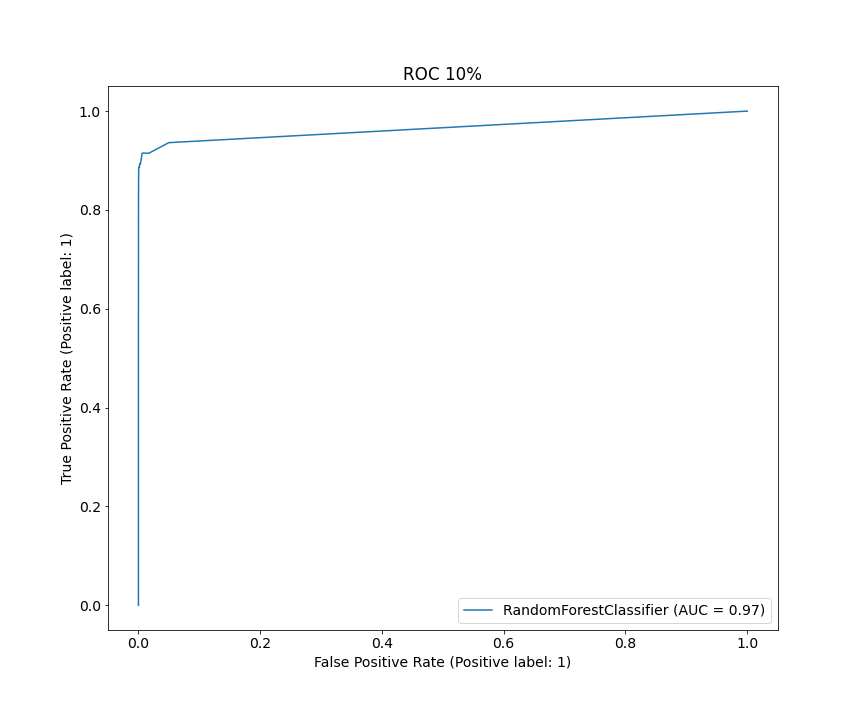 ROC 10%
1.0
0.8
0.6
0.4
0.2
0.0
True Positive Rate (Positive label: 1)
RandomForestClassifier (AUC = 0.97)
0.0 0.2 0.4 0.6 0.8 1.0
False Positive Rate (Positive label: 1)